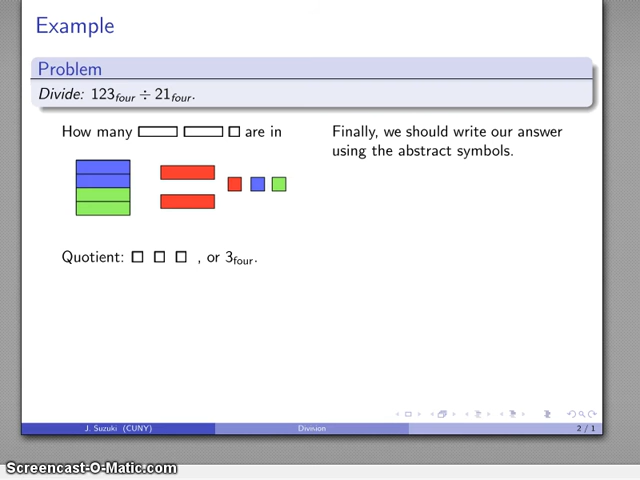 Example
Problem
Divide: 123four ÷ 21four.
How many are in
Finally, we should write our answer
using the abstract symbols.
Quotient: , or 3four.
J. Suzuki (CUNY)
Division
2 / 1
Screencast-O-Matic.com